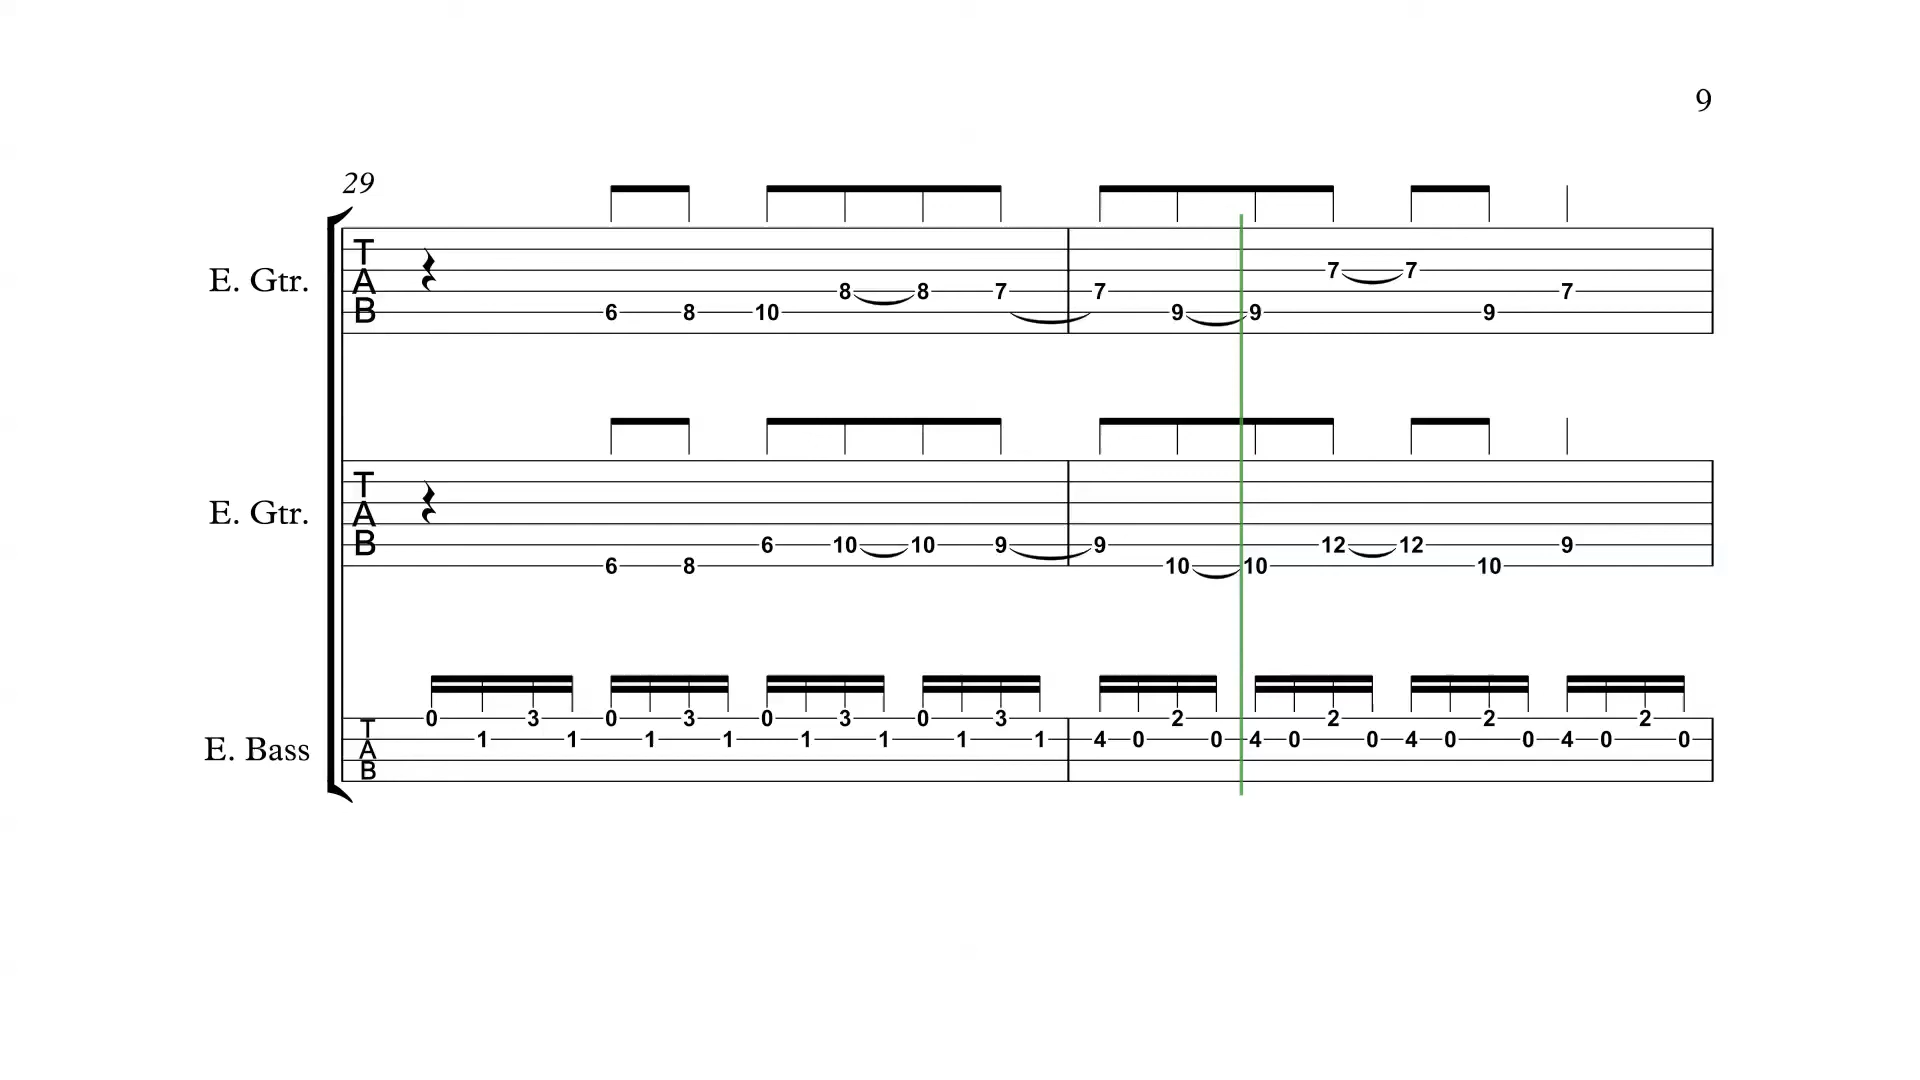 9
29
E. Gtr.
T
A
B
7 7
8 8 7 7 7
6 8 10 9 9 9
E. Gtr.
T
A
B
6 10 10 9 9 12 12 9
6 8 10 10 10
E. Bass
T
A
B
0 3 0 3 0 3 0 3 2 2 2 2
1 1 1 1 1 1 1 1 4 0 0 4 0 0 4 0 0 4 0 0